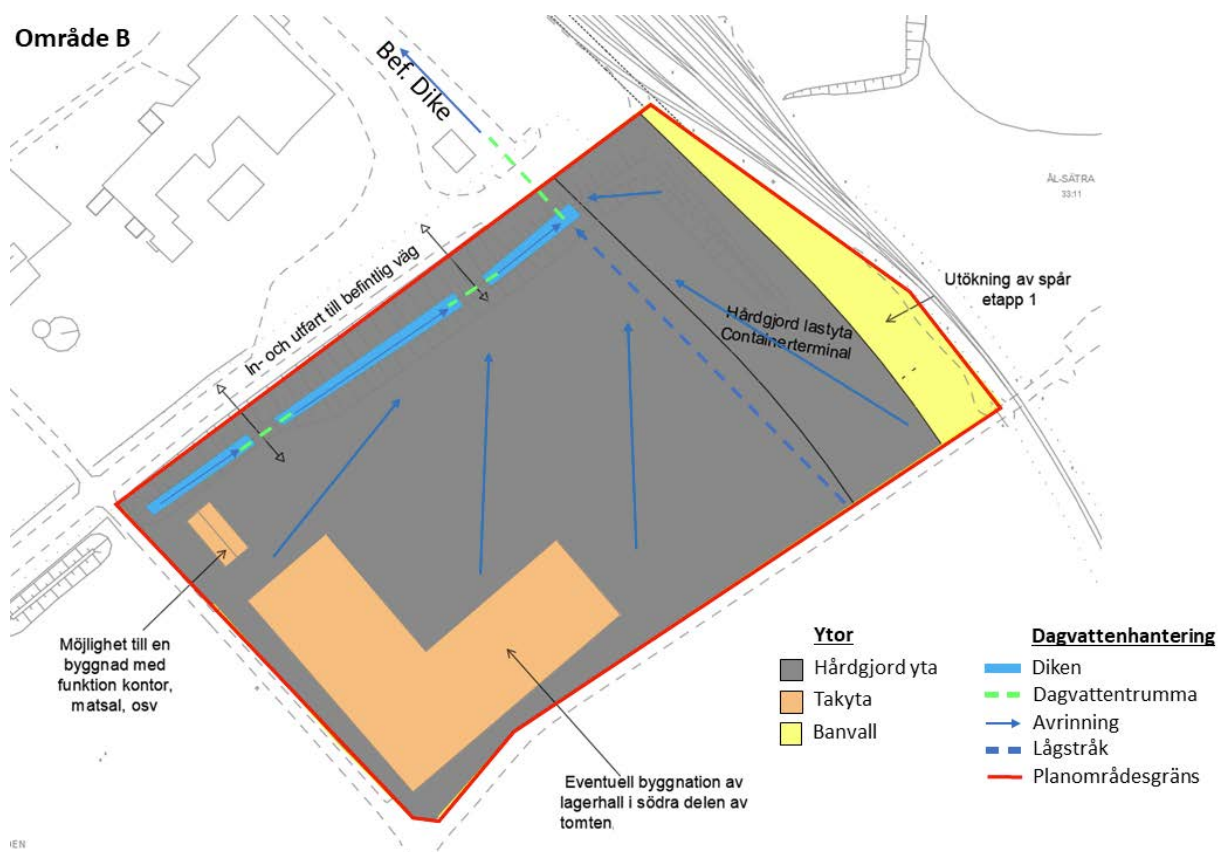 Område B
Bef. Dike
ÅL-SÄTRA
33:11
In- och utfart till befintlig väg
Utökning av spår
etapp 1
Hårdgjord lastyta
Containerterminal
Möjlighet till en
byggnad med
funktion kontor,
matsal, osv
Eventuell byggnation av
lagerhall i södra delen av
tomten
Ytor
Hårdgjord yta
Takyta
Banvall
Dagvattenhantering
Diken
Dagvattentrumma
Avrinning
Lågstråk
Planområdesgräns
EN